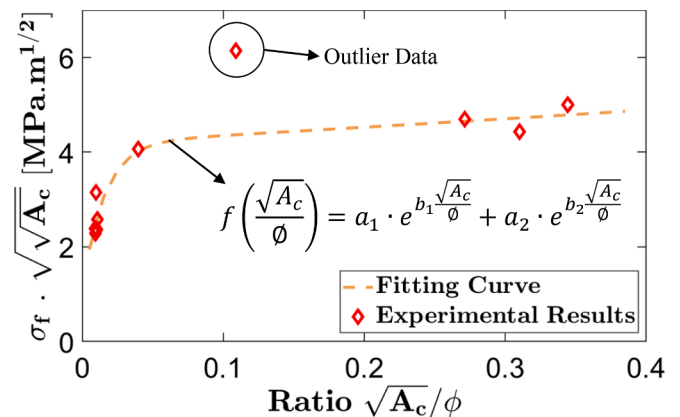 6
4
2
0
0
0.1
0.2
0.3
0.4
σf · √√Ac [MPa.m^1/2]
Outlier Data
f(√Ac/∅) = a1 · e^(b1 √Ac/∅) + a2 · e^(b2 √Ac/∅)
Fitting Curve
Experimental Results
Ratio √Ac/ϕ